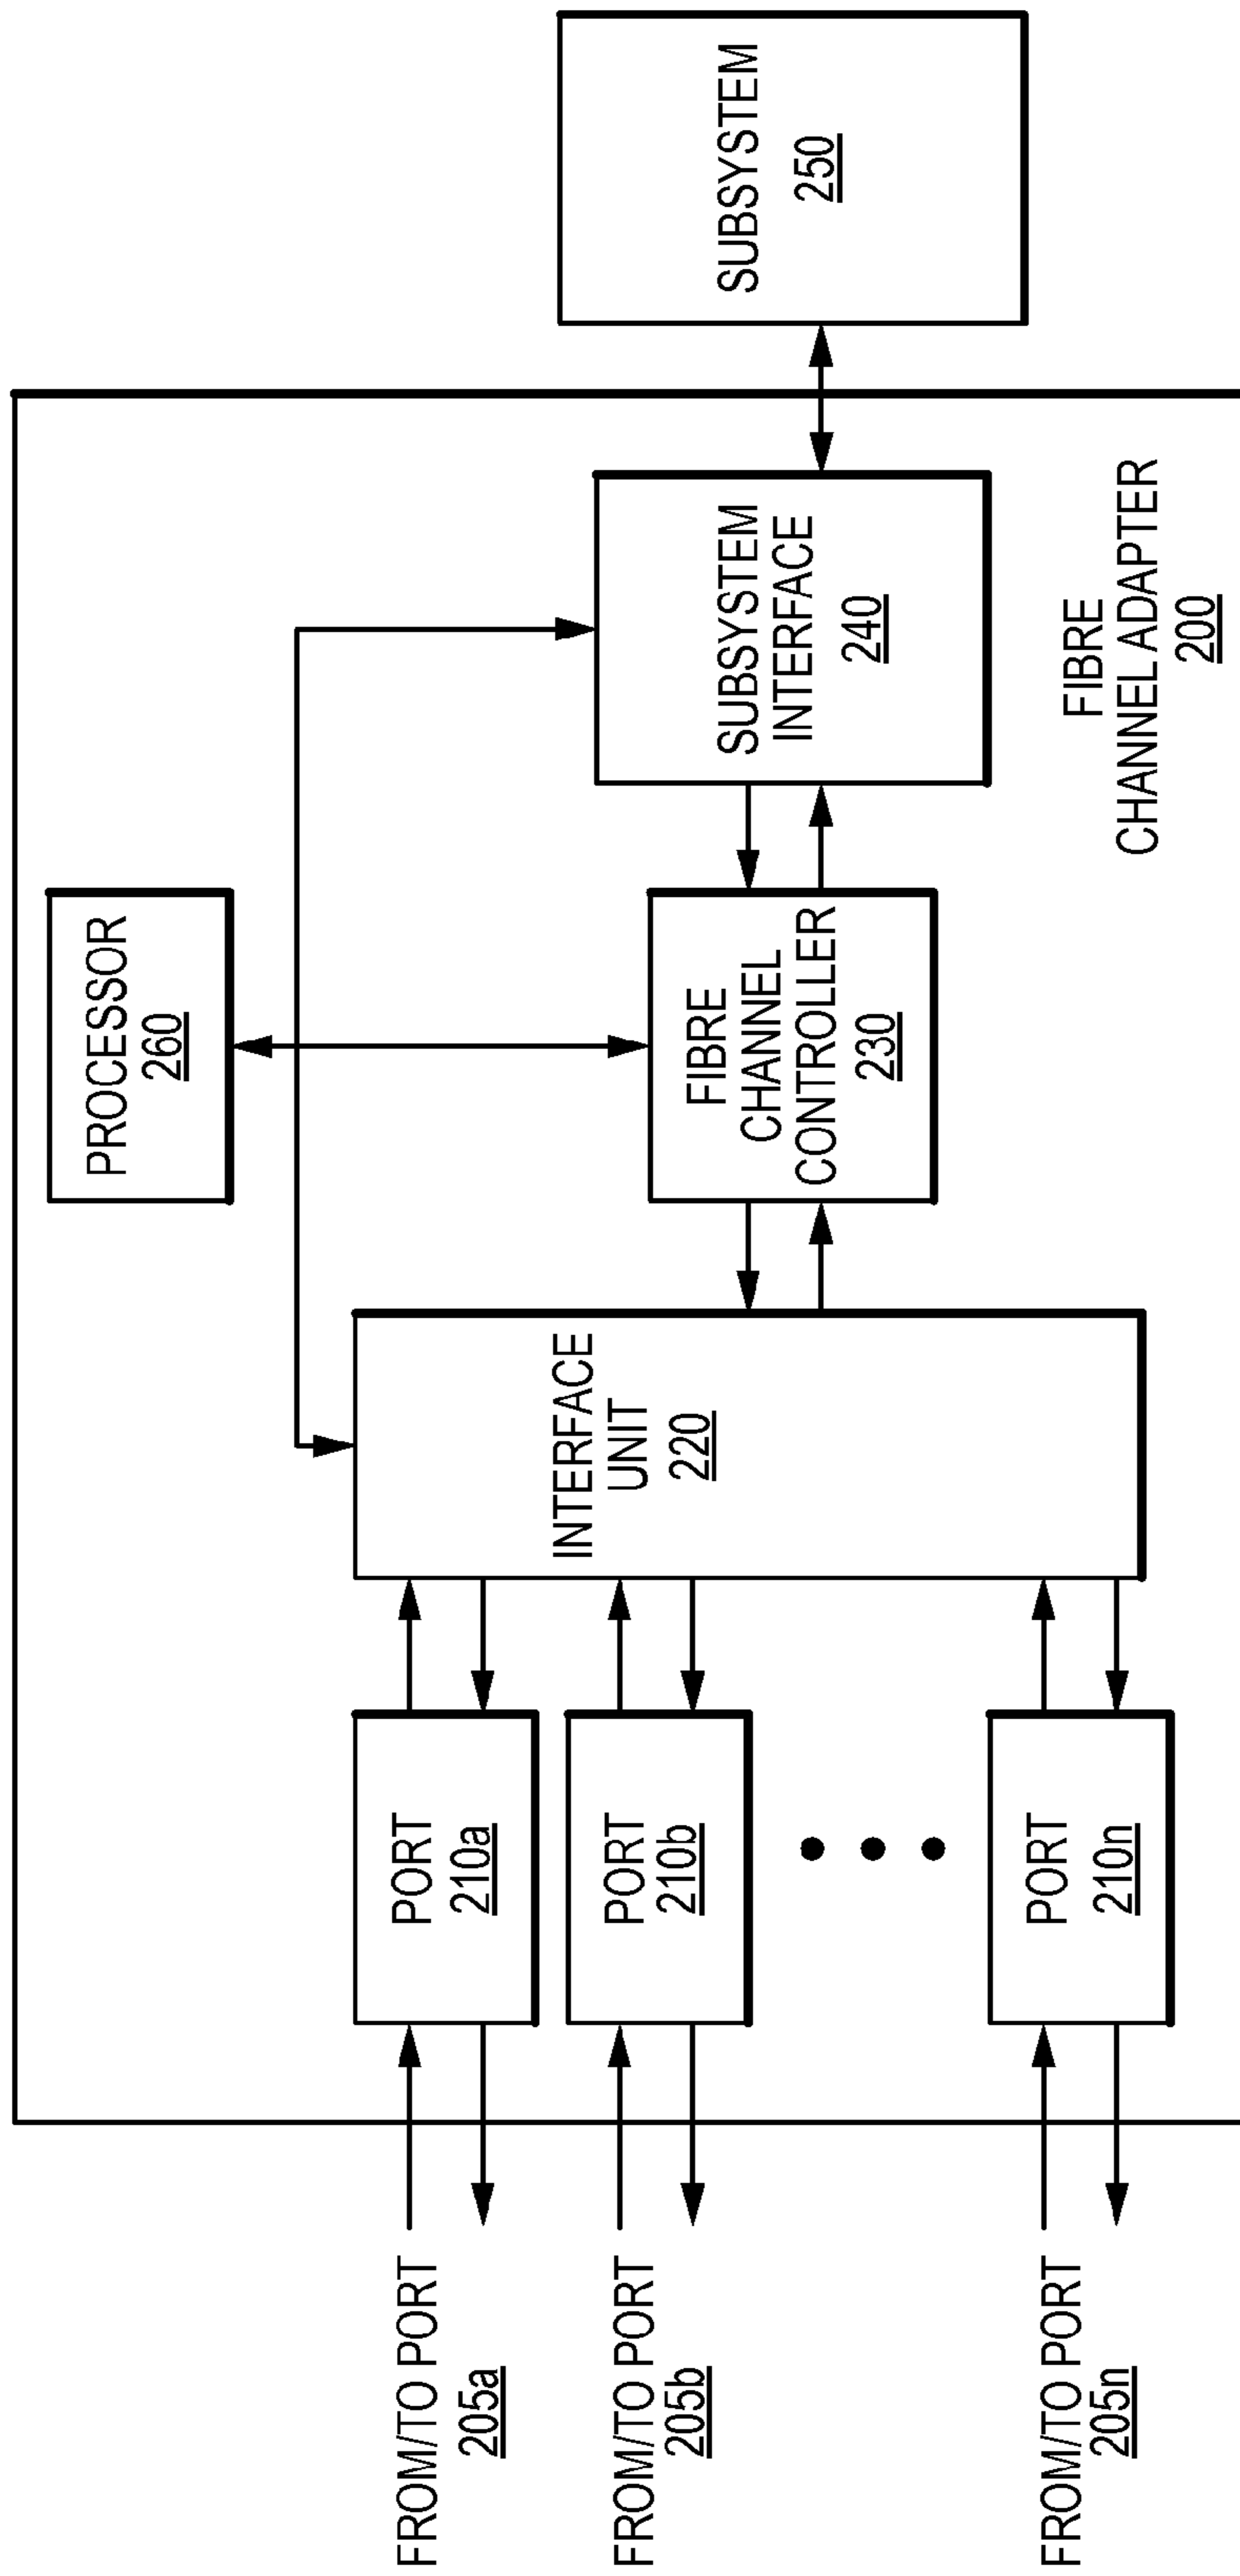 PROCESSOR
260
FROM/TO PORT
205a
PORT
210a
FROM/TO PORT
205b
PORT
210b
FROM/TO PORT
205n
PORT
210n
INTERFACE
UNIT
220
FIBRE
CHANNEL
CONTROLLER
230
SUBSYSTEM
INTERFACE
240
SUBSYSTEM
250
FIBRE
CHANNEL ADAPTER
200